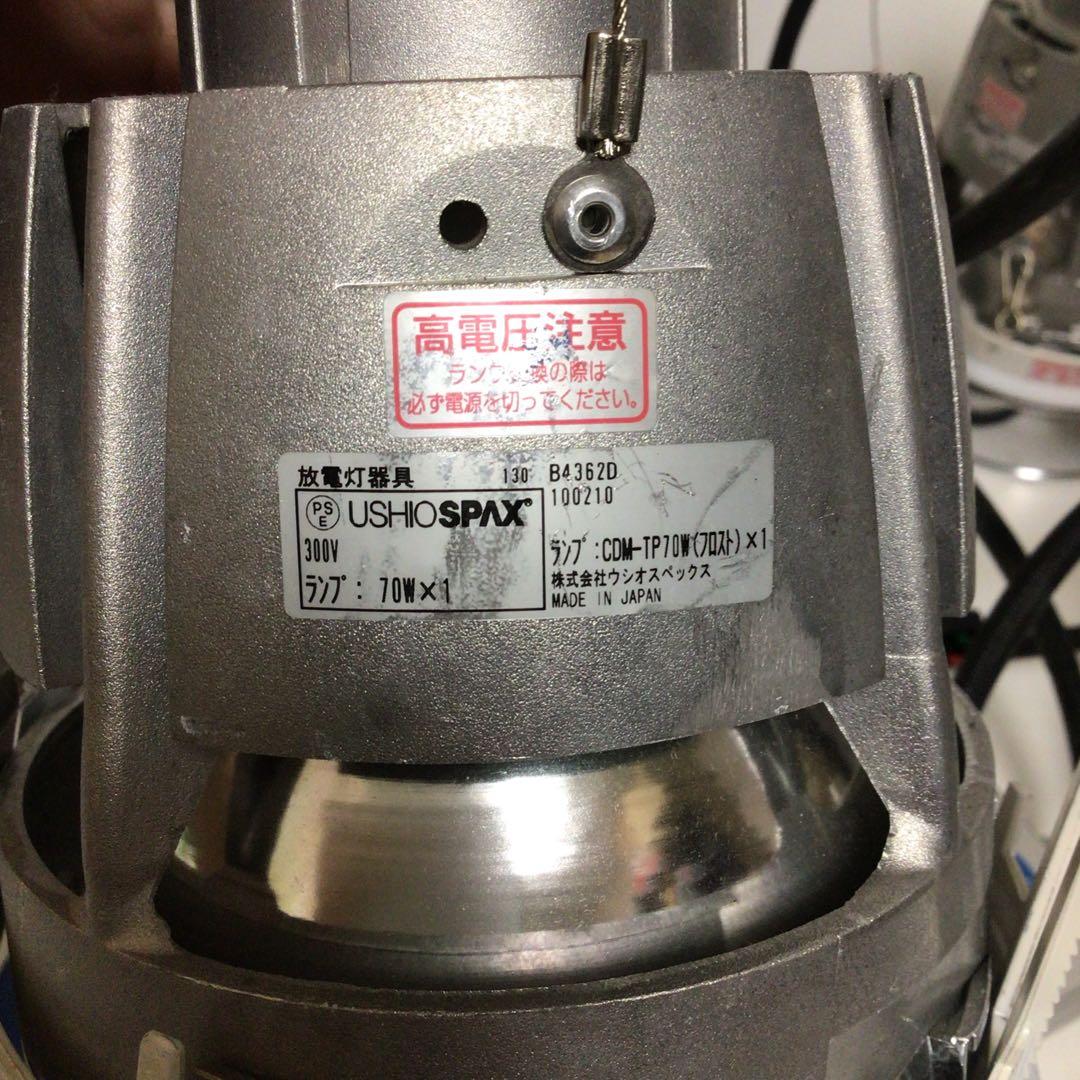 高電圧注意
ランプ 換の際は
必ず電源を切ってください。
放電灯器具 130 B4362D
100210
PS
E
USHIOSPAX®
300V
ランプ : 70W×1
ランプ :CDM-TP70W(フロスト)×1
株式会社ウシオスペックス
MADE IN JAPAN